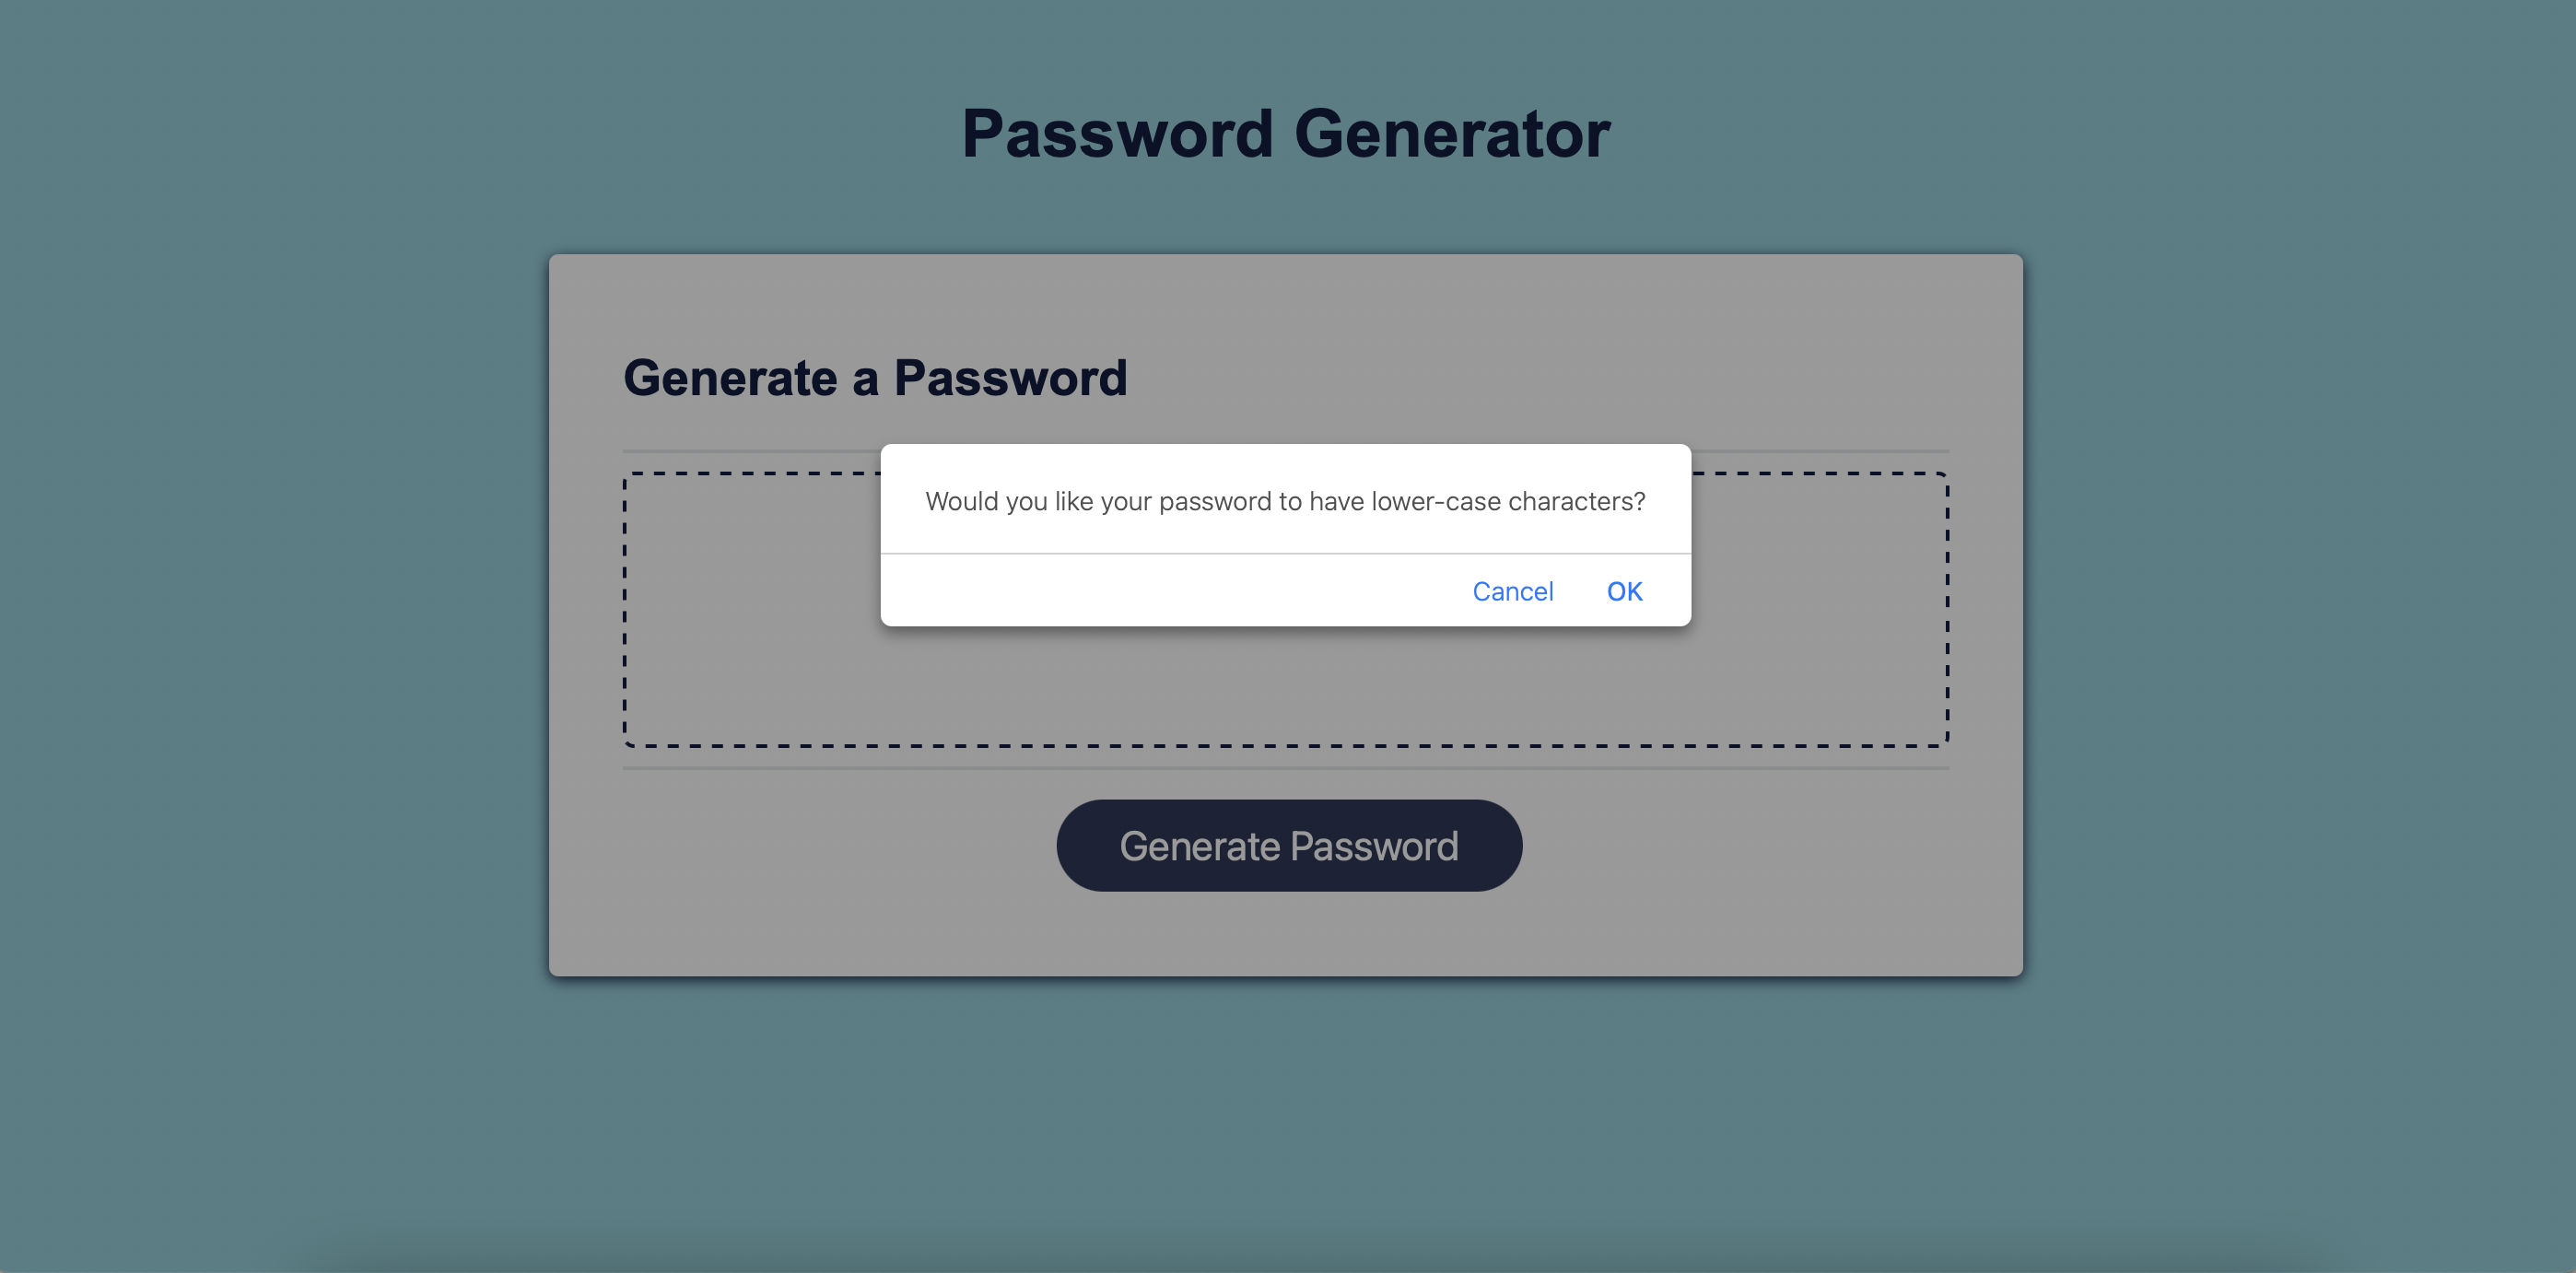 Password Generator
Generate a Password
Would you like your password to have lower-case characters?
Cancel OK
Generate Password